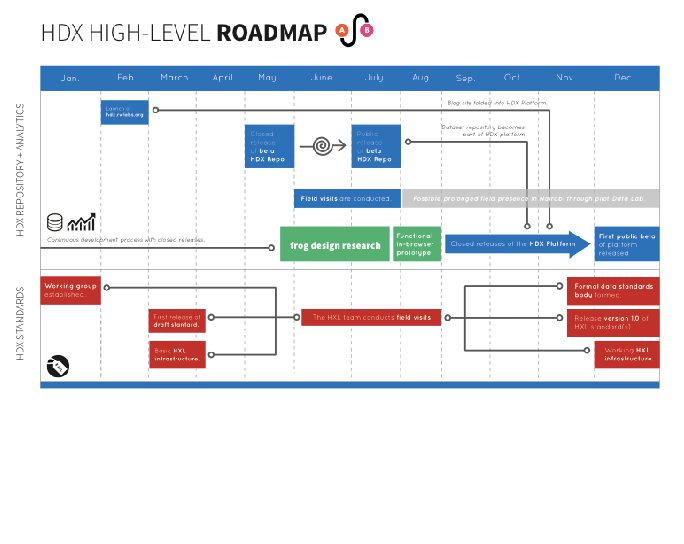 HDX HIGH-LEVEL ROADMAP A B
Jan. Feb. March April May June July Aug Sep. Oct. Nov. Dec.
HDX REPOSITORY + ANALYTICS
hdx.rwlabs.org
Blog site folded into HDX Platform.
Closed
release
of beta
HDX Repo
Public
release
of beta
HDX Repo
Dataset repository becomes
part of HDX platform
Field visits are conducted.
Possible prolonged field presence in Nairobi through pilot Data Lab.
Continuous development process with closed releases.
frog design research
Functional
in-browser
prototype
Closed releases of the HDX Platform
First public beta
of platform
released.
HDX STANDARDS
Working group
established.
First release of
draft standard.
Basic HXL
infrastructure.
The HXL team conducts field visits
Formal data standards
body formed.
Release version 1.0 of
HXL standard(s)
Working HXL
infrastructure.